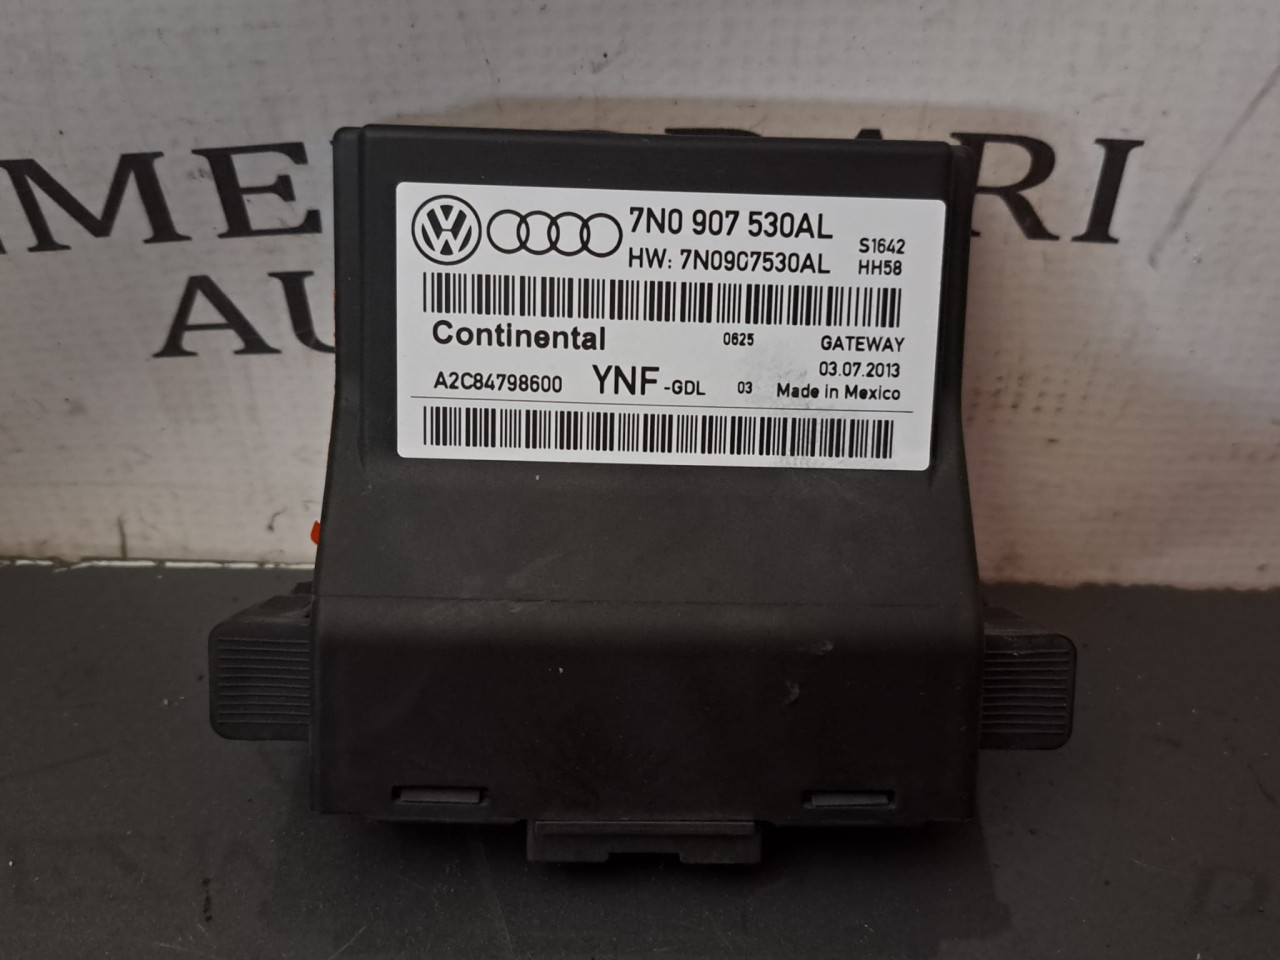 7N0 907 530AL
HW: 7N0907530AL
S1642
HH58
Continental
0625
GATEWAY
03.07.2013
A2C84798600
YNF-GDL
03
Made in Mexico